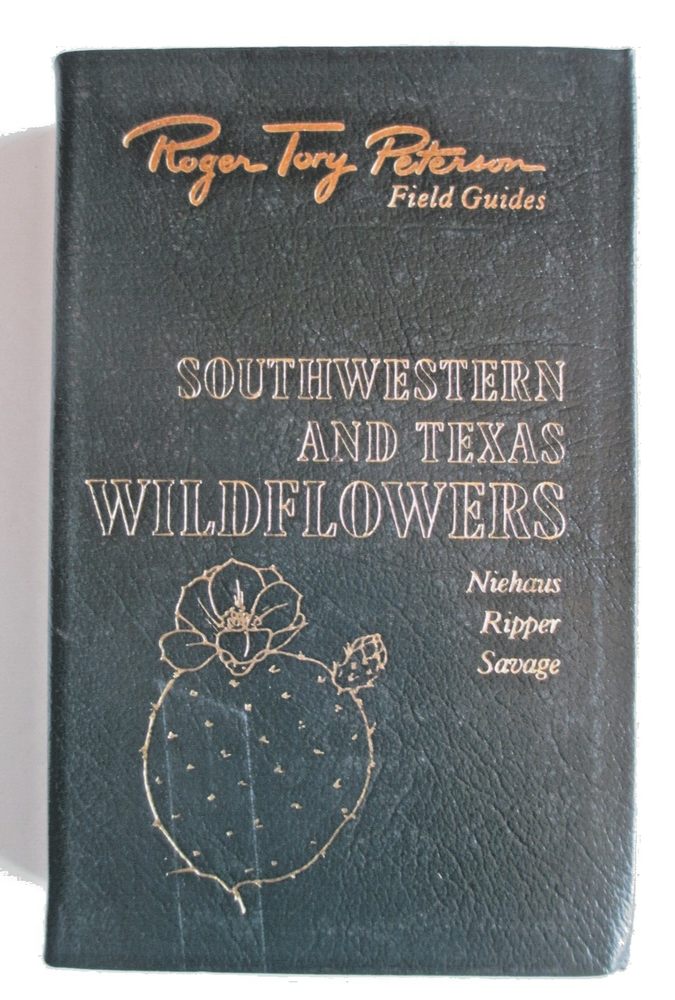 Roger Tory Peterson
Field Guides
SOUTHWESTERN
AND TEXAS
WILDFLOWERS
Niehaus
Ripper
Savage